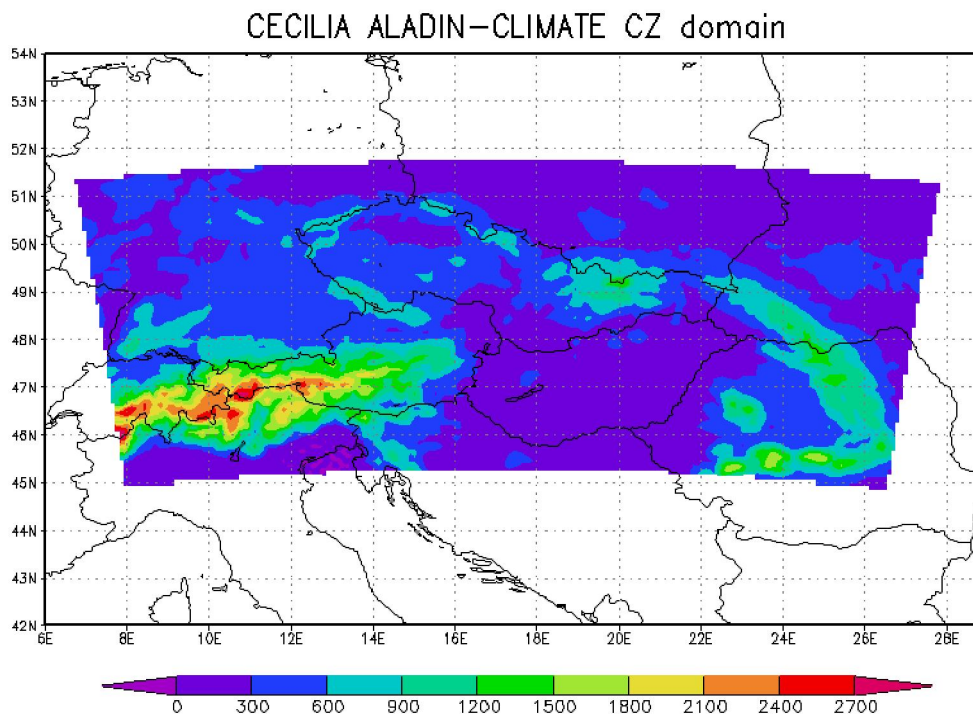 CECILIA ALADIN–CLIMATE CZ domain
54N
53N
52N
51N
50N
49N
48N
47N
46N
45N
44N
43N
42N
6E 8E 10E 12E 14E 16E 18E 20E 22E 24E 26E 28E
0 300 600 900 1200 1500 1800 2100 2400 2700